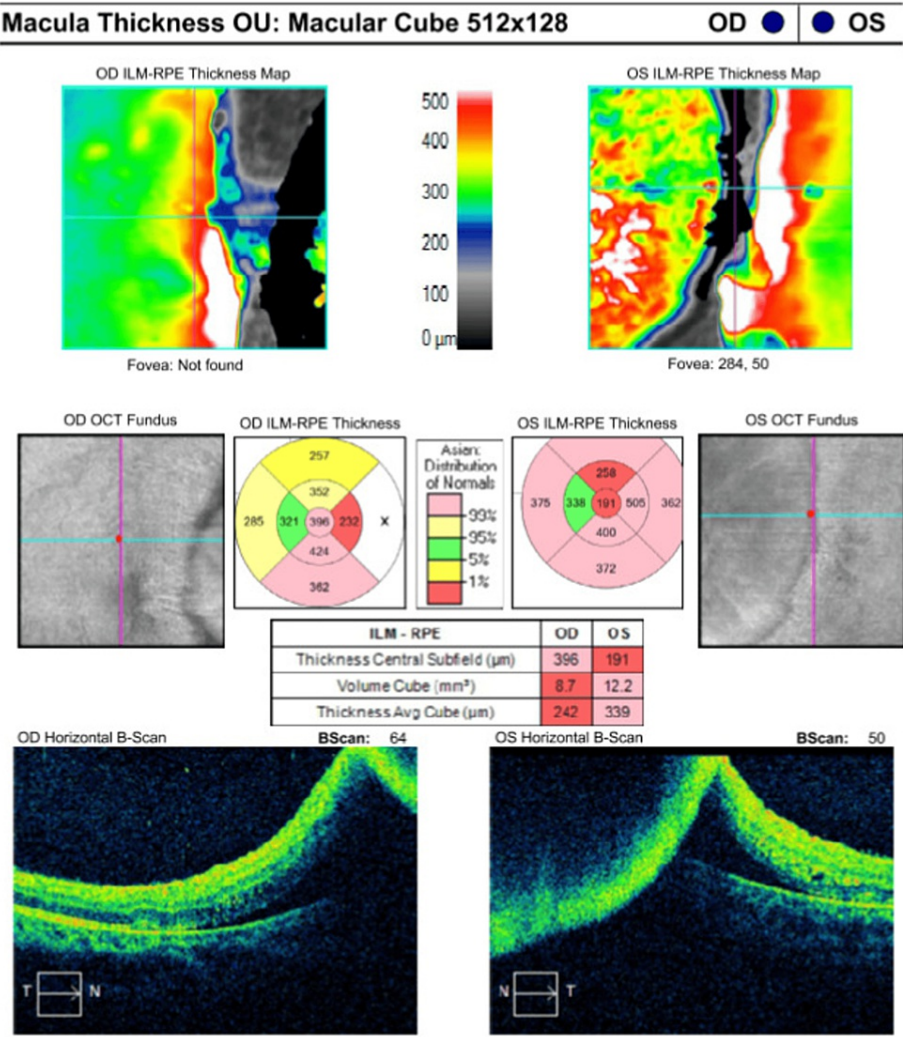 Macula Thickness OU: Macular Cube 512x128 OD OS
OD ILM-RPE Thickness Map
OS ILM-RPE Thickness Map
500
400
300
200
100
0 µm
Fovea: Not found
Fovea: 284, 50
OD OCT Fundus
OD ILM-RPE Thickness
OS ILM-RPE Thickness
OS OCT Fundus
257
352
285 321 396 232 X
424
362
Asian:
Distribution
of Normals
99%
95%
5%
1%
258
375 338 191 505 362
400
372
ILM - RPE OD OS
Thickness Central Subfield (µm) 396 191
Volume Cube (mm³) 8.7 12.2
Thickness Avg Cube (µm) 242 339
OD Horizontal B-Scan BScan: 64
OS Horizontal B-Scan BScan: 50
T N
N T